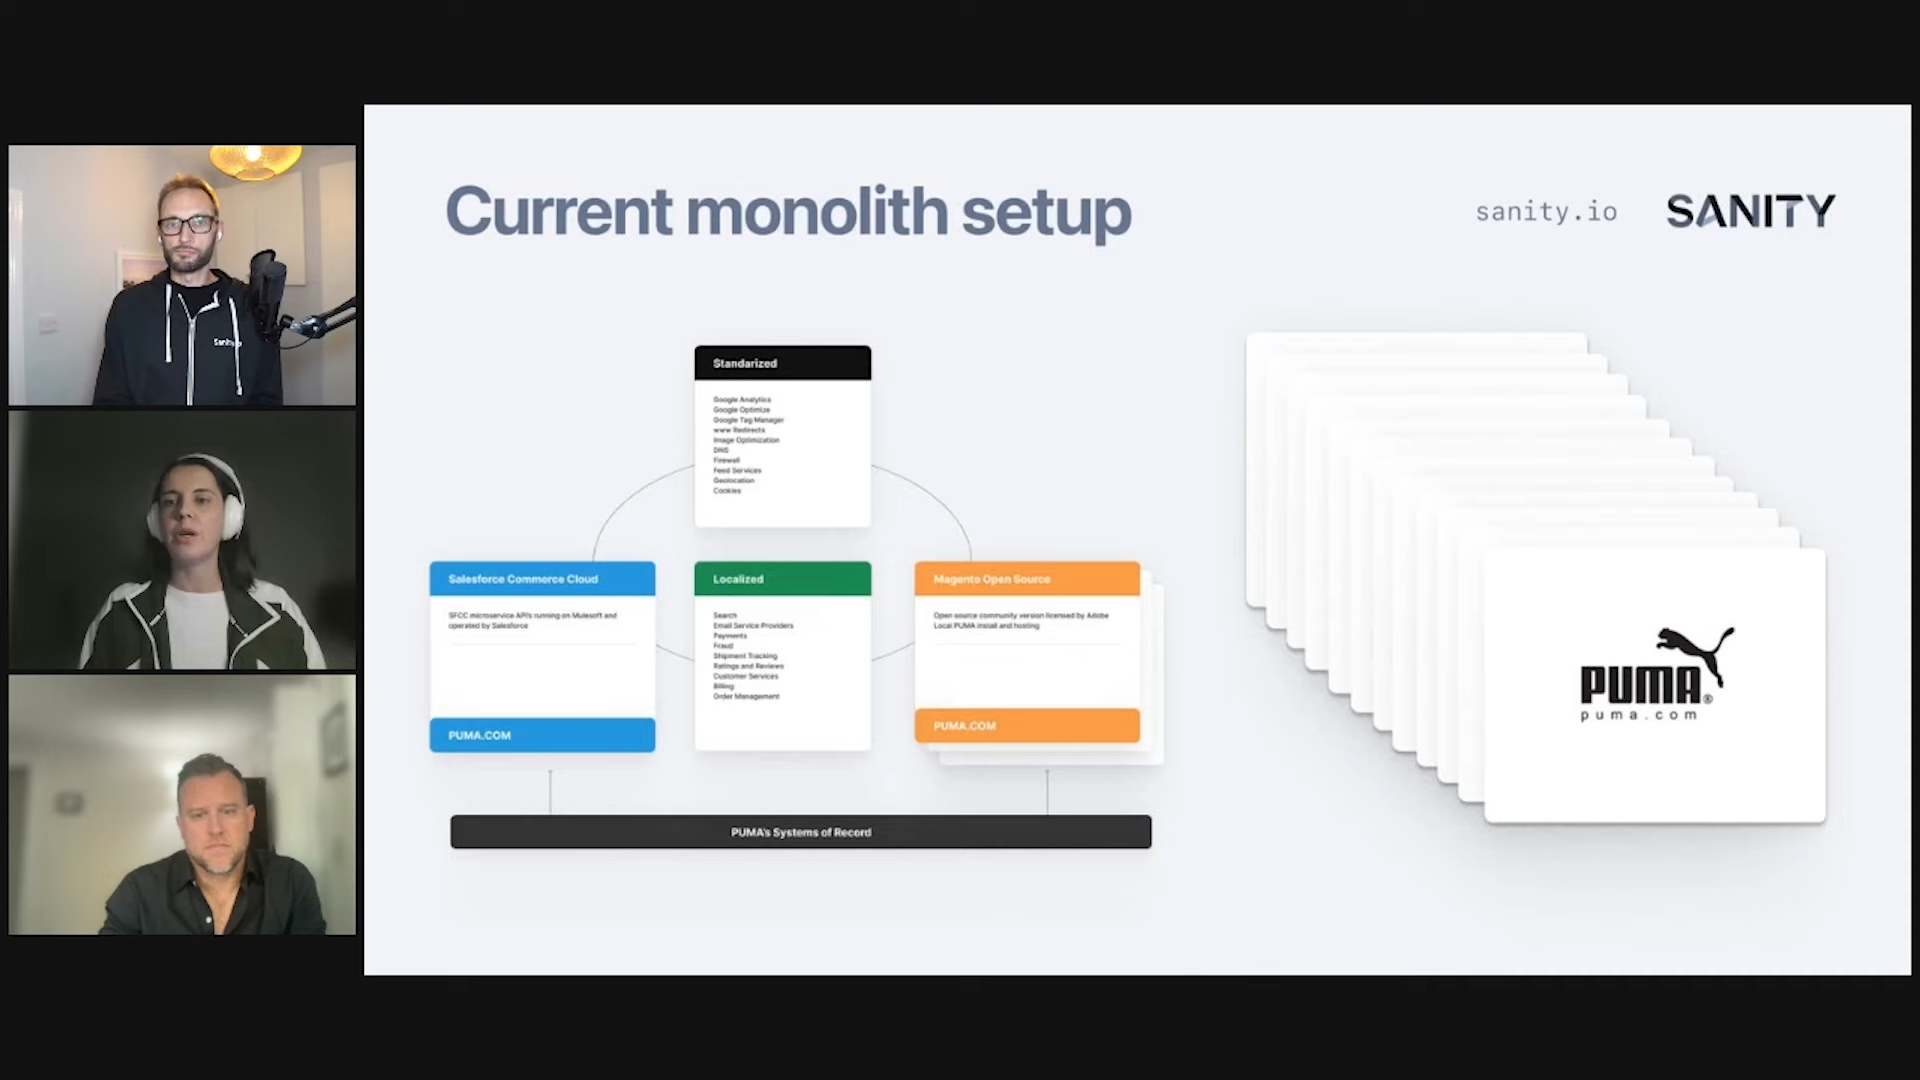 Current monolith setup
sanity.io
SANITY
Standarized
Google Analytics
Google Optimize
Google Tag Manager
www Redirects
Image Optimization
DNS
Firewall
Feed Services
Geolocation
Cookies
Salesforce Commerce Cloud
SFCC microservice API's running on Mulesoft and
operated by Salesforce
PUMA.COM
Localized
Search
Email Service Providers
Payments
Fraud
Shipment Tracking
Ratings and Reviews
Customer Services
Billing
Order Management
Magento Open Source
Open source community version licensed by Adobe
Local PUMA install and hosting
PUMA.COM
PUMA's Systems of Record
PUMA®
puma.com
Sanity.io